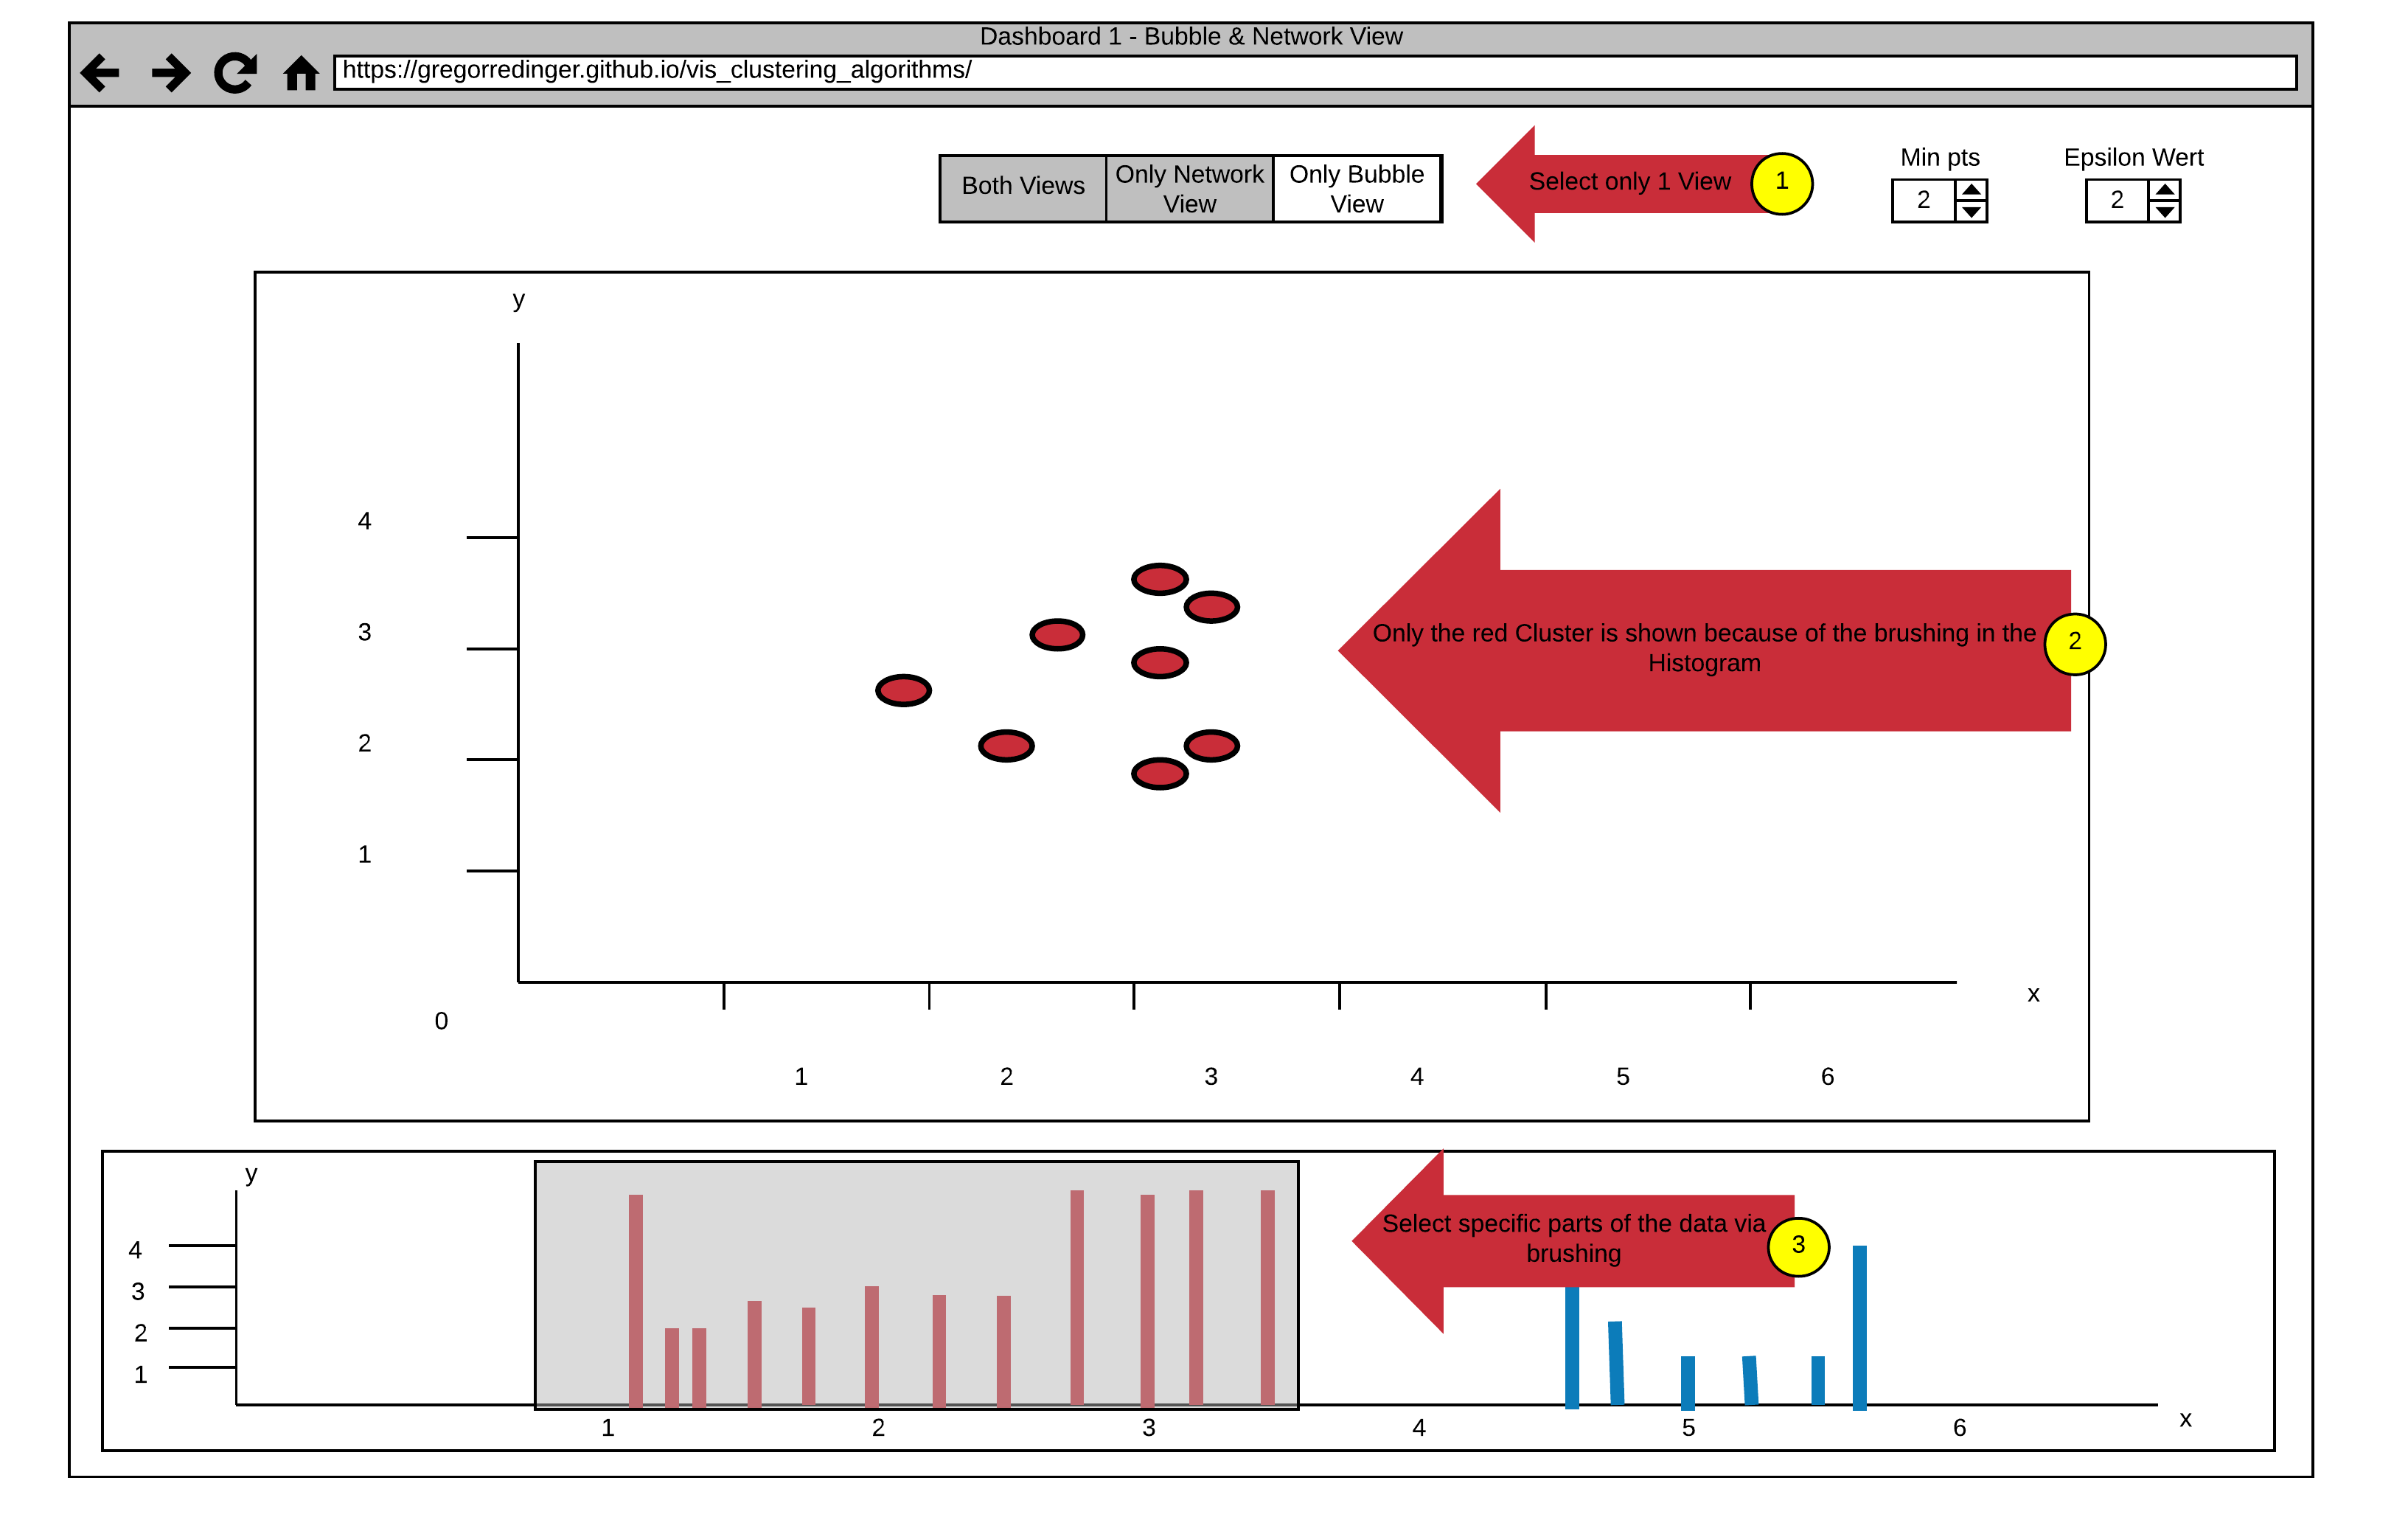 Dashboard 1 - Bubble & Network View
https://gregorredinger.github.io/vis_clustering_algorithms/
Both Views
Only Network
View
Only Bubble
View
Select only 1 View
1
Min pts
2
Epsilon Wert
2
y
4
3
2
1
0
Only the red Cluster is shown because of the brushing in the
Histogram
2
x
1 2 3 4 5 6
y
4
3
2
1
Select specific parts of the data via
brushing
3
1 2 3 4 5 6
x